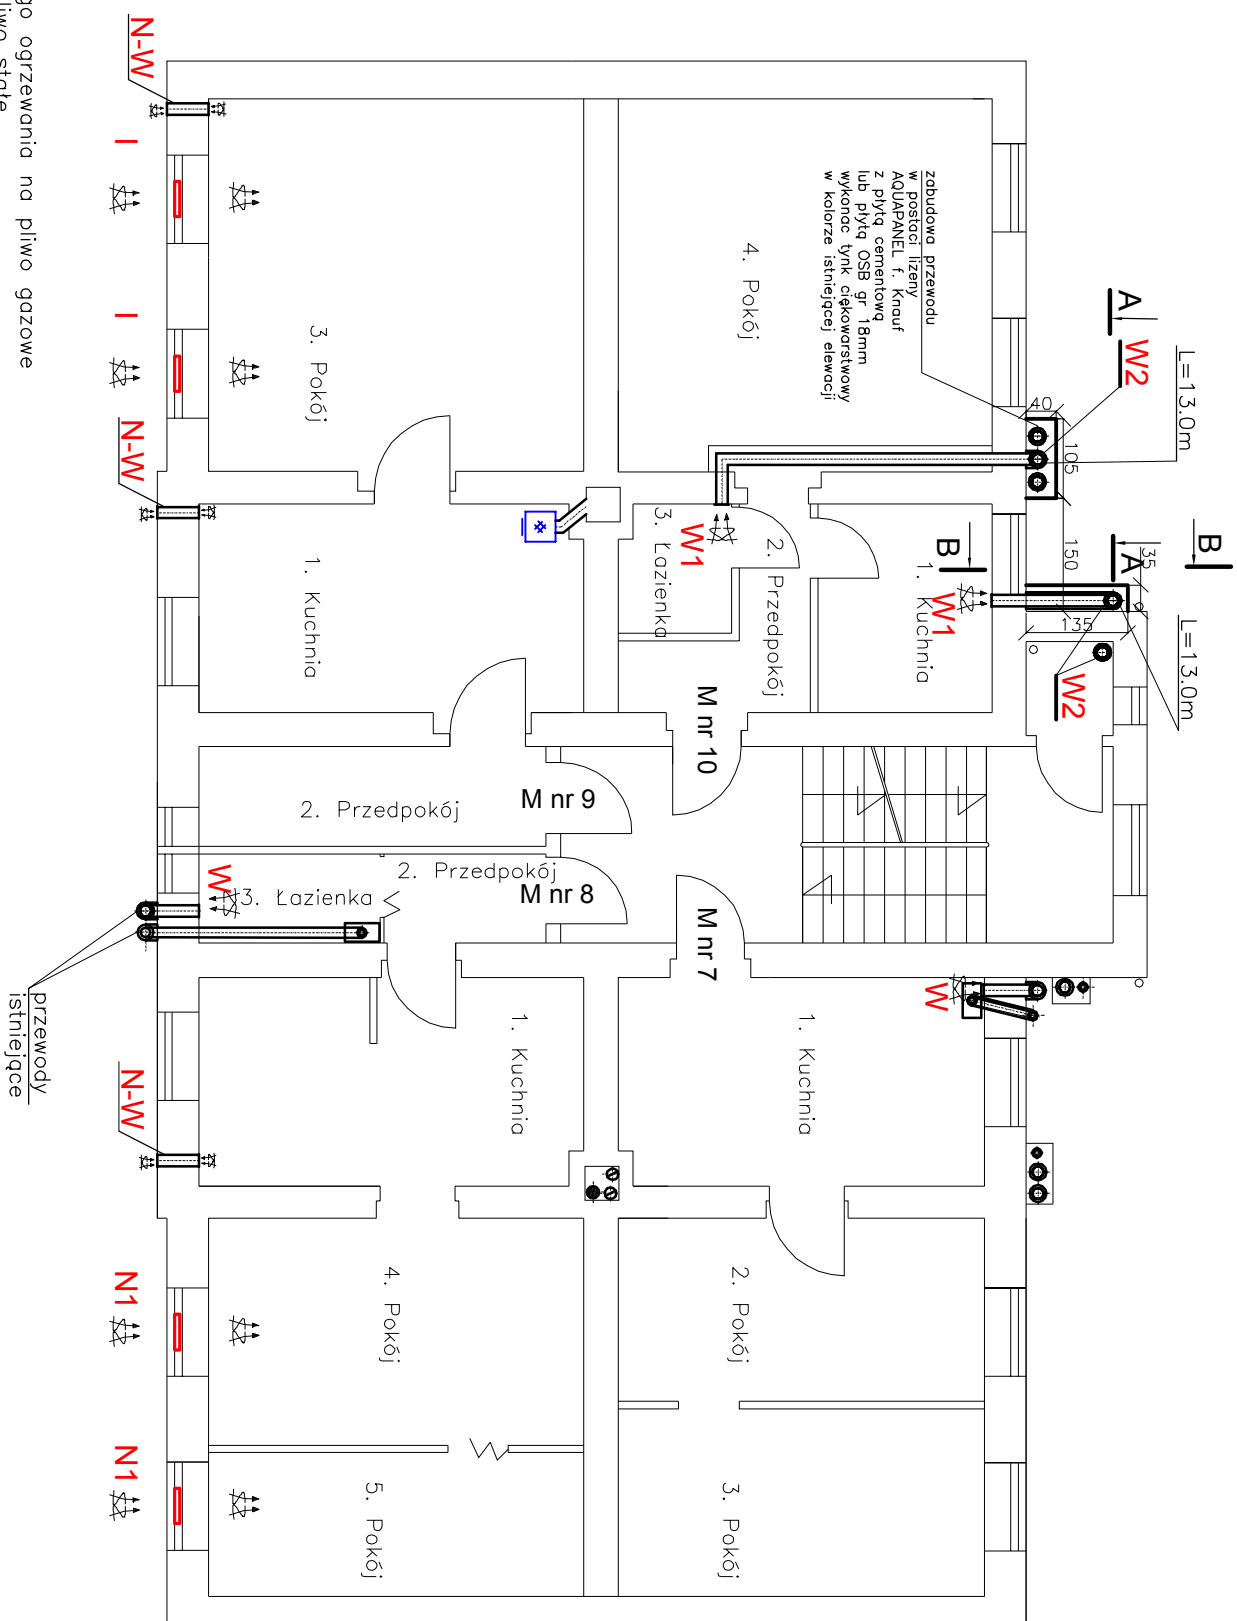 go ogrzewania na pliwo gazowe
liwo stałe
N-W
I
I
N-W
N-W
N1
N1
zabudowa przewodu
w postaci lizeny
AQUAPANEL f. Knauf
z płytą cementową
lub płytą OSB gr 18mm
wykonac tynk ciękowarstwowy
w kolorze istniejącej elewacji
4. Pokój
3. Pokój
A
W2
L=13.0m
40
105
150
B
A
35
L=13.0m
135
W2
B
W1
1. Kuchnia
2. Przedpokój
W1
3. Łazienka
1. Kuchnia
M nr 10
M nr 9
2. Przedpokój
2. Przedpokój
M nr 8
W
3. Łazienka
M nr 7
W
przewody
istniejące
1. Kuchnia
1. Kuchnia
4. Pokój
2. Pokój
5. Pokój
3. Pokój